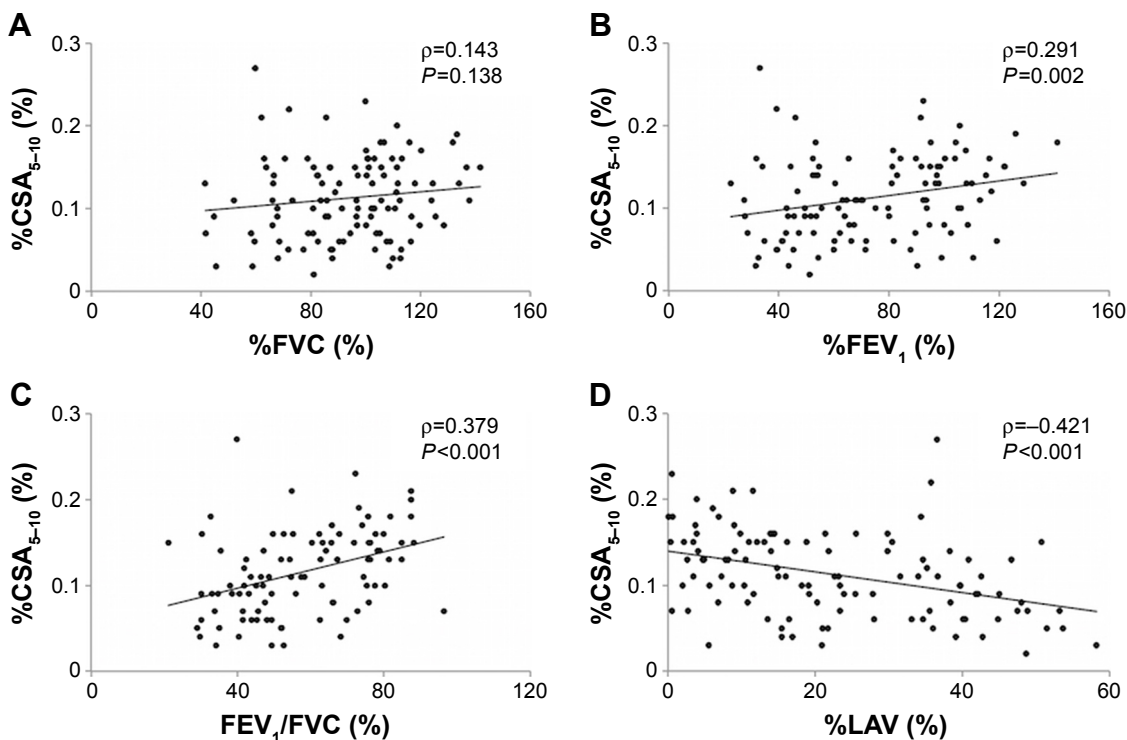 A
0.3
0.2
0.1
0
%CSA5–10 (%)
ρ=0.143
P=0.138
0 40 80 120 160
%FVC (%)
B
0.3
0.2
0.1
0
%CSA5–10 (%)
ρ=0.291
P=0.002
0 40 80 120 160
%FEV1 (%)
C
0.3
0.2
0.1
0
%CSA5–10 (%)
ρ=0.379
P<0.001
0 40 80 120
FEV1/FVC (%)
D
0.3
0.2
0.1
0
%CSA5–10 (%)
ρ=–0.421
P<0.001
0 20 40 60
%LAV (%)